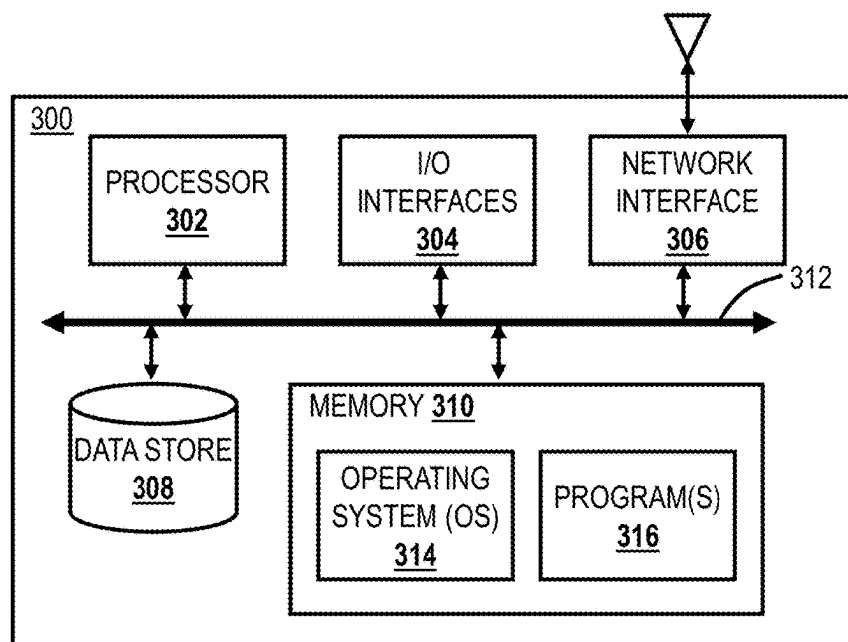 300
PROCESSOR
302
I/O
INTERFACES
304
NETWORK
INTERFACE
306
312
DATA STORE
308
MEMORY 310
OPERATING
SYSTEM (OS)
314
PROGRAM(S)
316